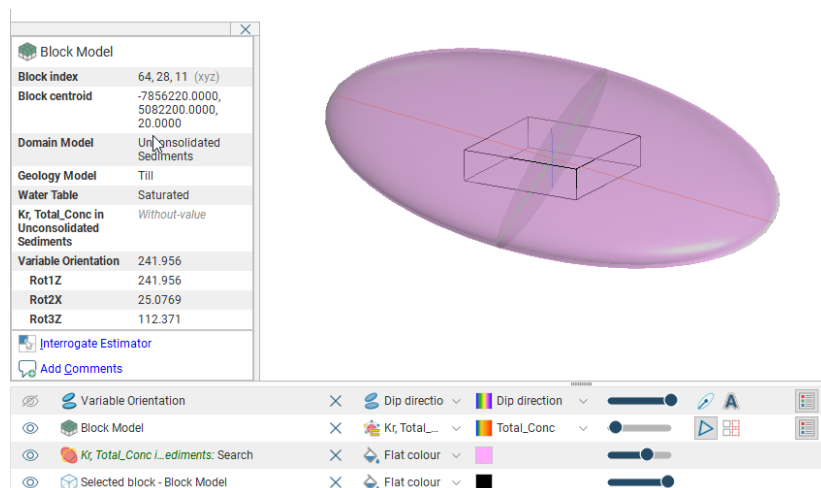 Block Model
Block index 64, 28, 11 (xyz)
Block centroid -7856220.0000,
5082200.0000,
20.0000
Domain Model Unconsolidated
Sediments
Geology Model Till
Water Table Saturated
Kr, Total_Conc in Without-value
Unconsolidated
Sediments
Variable Orientation 241.956
Rot1Z 241.956
Rot2X 25.0769
Rot3Z 112.371
Interrogate Estimator
Add Comments
Variable Orientation Dip directio Dip direction A
Block Model Kr, Total_... Total_Conc
Kr, Total_Conc i...ediments: Search Flat colour
Selected block - Block Model Flat colour